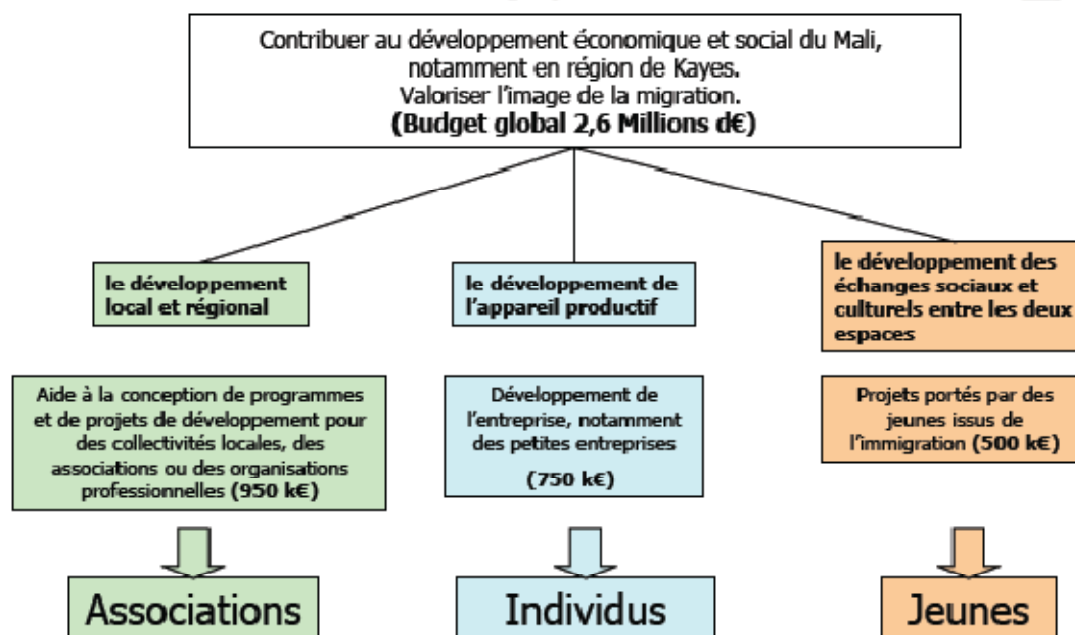 Contribuer au développement économique et social du Mali,
notamment en région de Kayes.
Valoriser l'image de la migration.
(Budget global 2,6 Millions d€)
le développement
local et régional
le développement de
l'appareil productif
le développement des
échanges sociaux et
culturels entre les deux
espaces
Aide à la conception de programmes
et de projets de développement pour
des collectivités locales, des
associations ou des organisations
professionnelles (950 k€)
Développement de
l'entreprise, notamment
des petites entreprises
(750 k€)
Projets portés par des
jeunes issus de
l'immigration (500 k€)
Associations
Individus
Jeunes